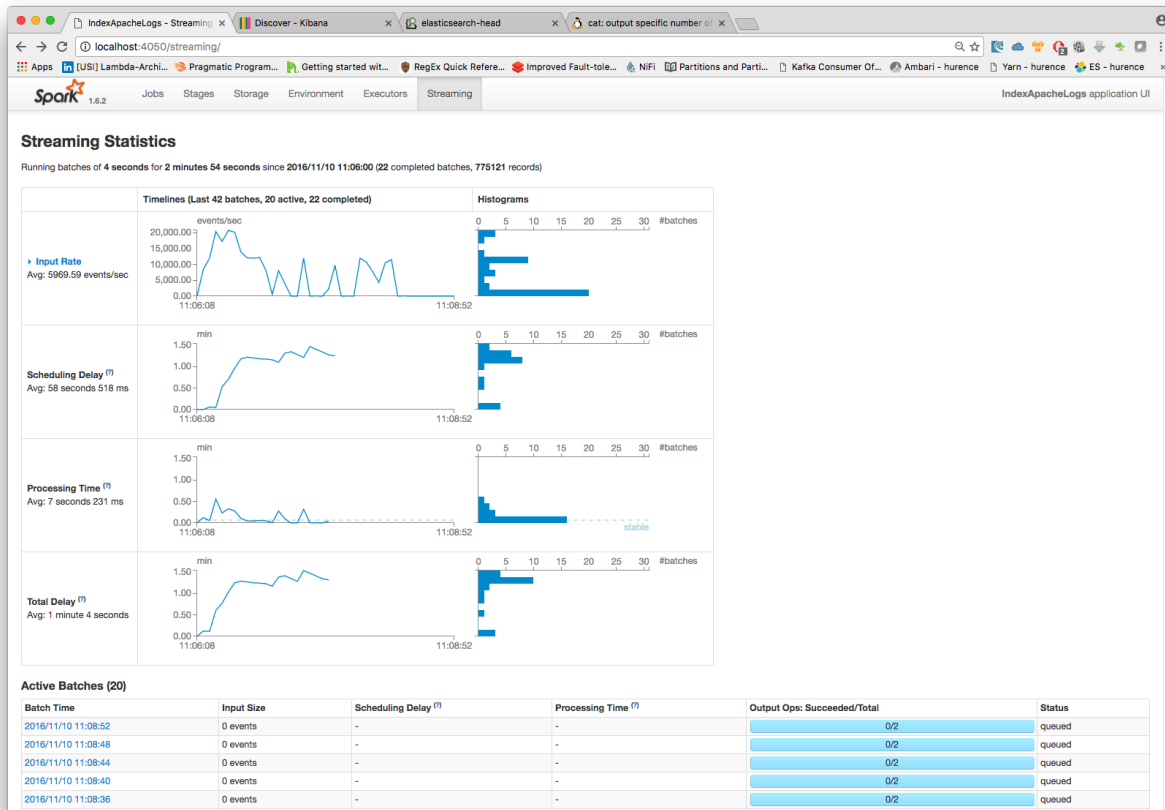 IndexApacheLogs - Streaming
Discover - Kibana
elasticsearch-head
cat: output specific number of
localhost:4050/streaming/
Apps [USI] Lambda-Archi... Pragmatic Program... Getting started wit... RegEx Quick Refere... Improved Fault-tole... NiFi Partitions and Parti... Kafka Consumer Of... Ambari - hurence Yarn - hurence ES - hurence
Spark 1.6.2 Jobs Stages Storage Environment Executors Streaming IndexApacheLogs application UI
Streaming Statistics
Running batches of 4 seconds for 2 minutes 54 seconds since 2016/11/10 11:06:00 (22 completed batches, 775121 records)
Timelines (Last 42 batches, 20 active, 22 completed) Histograms
events/sec 0 5 10 15 20 25 30 #batches
20,000.00
15,000.00
Input Rate
10,000.00
Avg: 5969.59 events/sec
5,000.00
0.00
11:06:08 11:08:52
min 0 5 10 15 20 25 30 #batches
1.50
1.00
Scheduling Delay (?)
Avg: 58 seconds 518 ms
0.50
0.00
11:06:08 11:08:52
min 0 5 10 15 20 25 30 #batches
1.50
1.00
Processing Time (?)
Avg: 7 seconds 231 ms
0.50
0.00
stable
11:06:08 11:08:52
min 0 5 10 15 20 25 30 #batches
1.50
1.00
Total Delay (?)
Avg: 1 minute 4 seconds
0.50
0.00
11:06:08 11:08:52
Active Batches (20)
Batch Time Input Size Scheduling Delay (?) Processing Time (?) Output Ops: Succeeded/Total Status
2016/11/10 11:08:52 0 events - - 0/2 queued
2016/11/10 11:08:48 0 events - - 0/2 queued
2016/11/10 11:08:44 0 events - - 0/2 queued
2016/11/10 11:08:40 0 events - - 0/2 queued
2016/11/10 11:08:36 0 events - - 0/2 queued